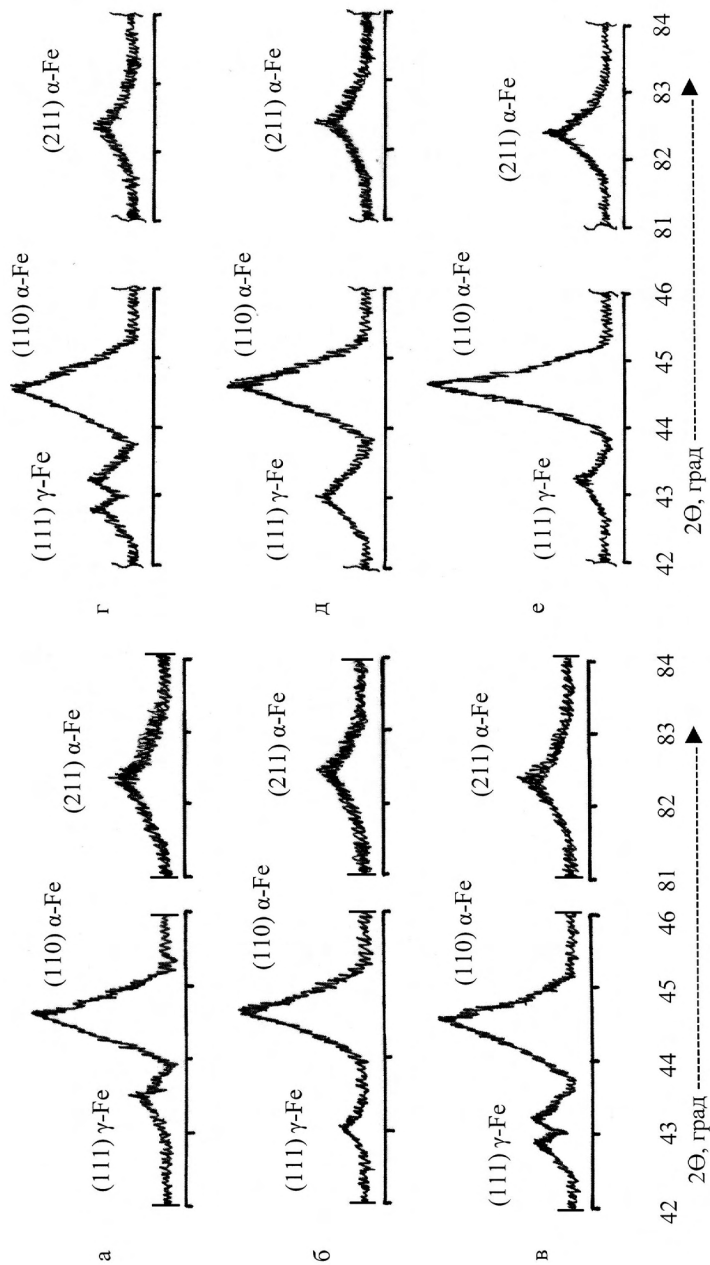 а (111) γ-Fe (110) α-Fe (211) α-Fe
г (111) γ-Fe (110) α-Fe (211) α-Fe
б (111) γ-Fe (110) α-Fe (211) α-Fe
д (111) γ-Fe (110) α-Fe (211) α-Fe
в (111) γ-Fe (110) α-Fe (211) α-Fe
42 43 44 45 46 81 82 83 84
2Θ, град
е (111) γ-Fe (110) α-Fe (211) α-Fe
42 43 44 45 46 81 82 83 84
2Θ, град